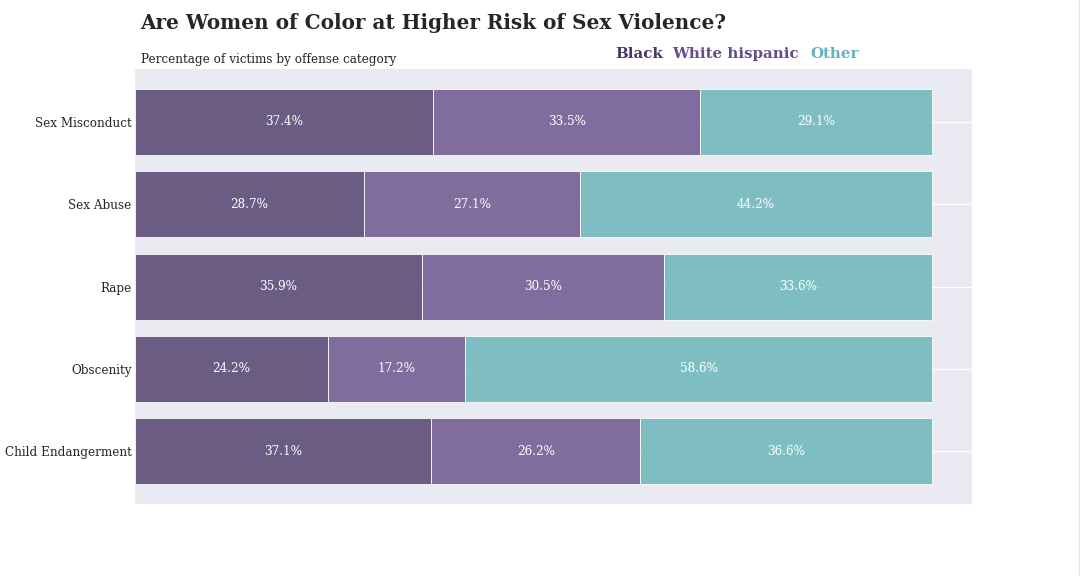 Are Women of Color at Higher Risk of Sex Violence?
Percentage of victims by offense category
Black White hispanic Other
Sex Misconduct 37.4% 33.5% 29.1%
Sex Abuse 28.7% 27.1% 44.2%
Rape 35.9% 30.5% 33.6%
Obscenity 24.2% 17.2% 58.6%
Child Endangerment 37.1% 26.2% 36.6%